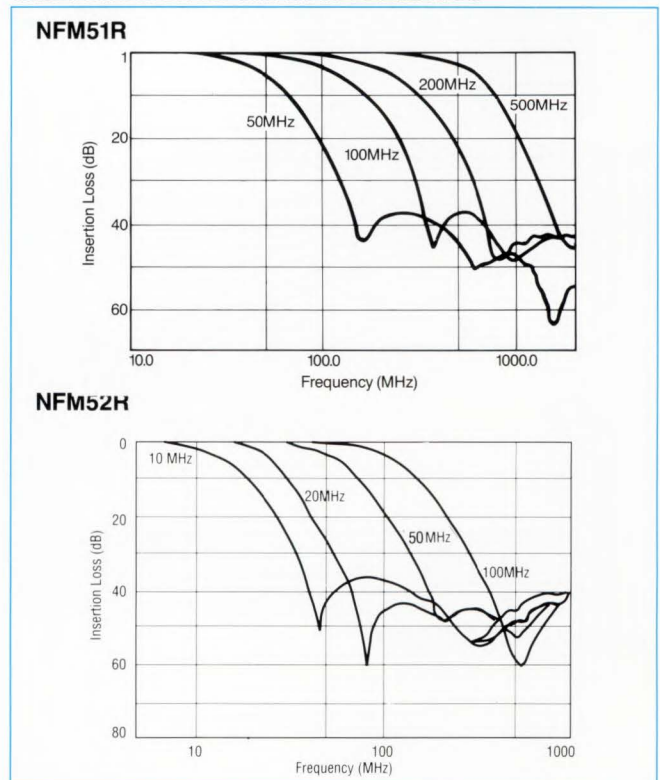 NFM51R
1
20
40
60
Insertion Loss (dB)
50MHz
100MHz
200MHz
500MHz
10.0
100.0
1000.0
Frequency (MHz)
NFM52R
0
20
40
60
80
Insertion Loss (dB)
10 MHz
20MHz
50MHz
100MHz
10
100
1000
Frequency (MHz)